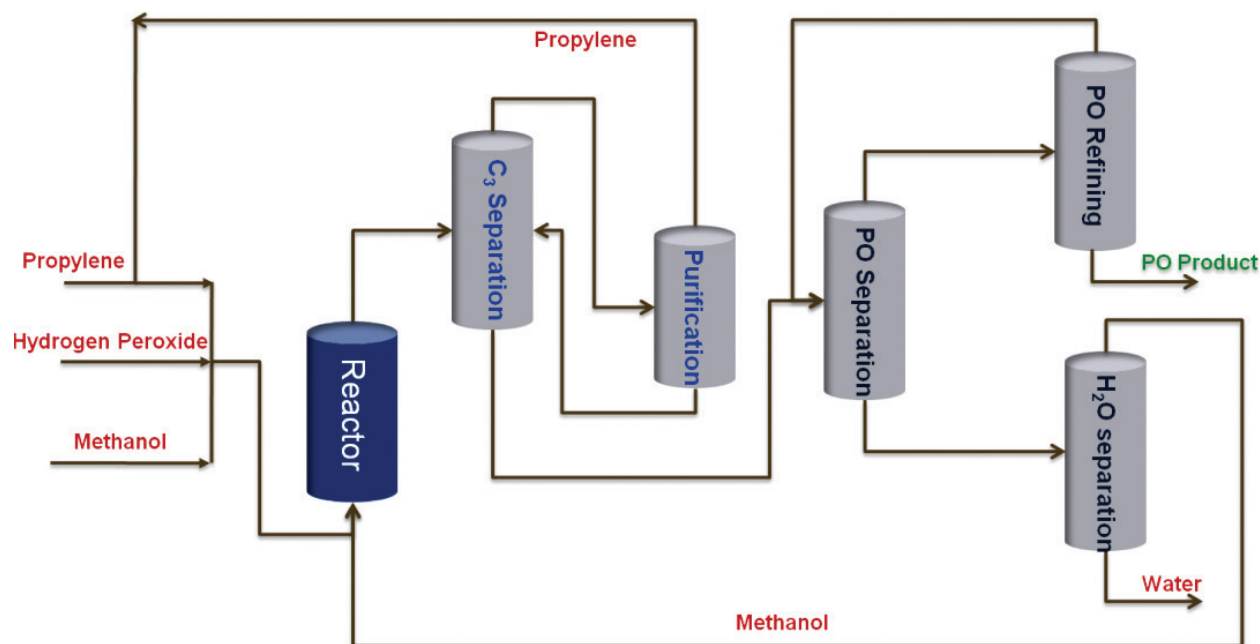 Propylene
Propylene
Hydrogen Peroxide
Methanol
Reactor
C₃ Separation
Purification
PO Separation
PO Refining
PO Product
H₂O separation
Water
Methanol